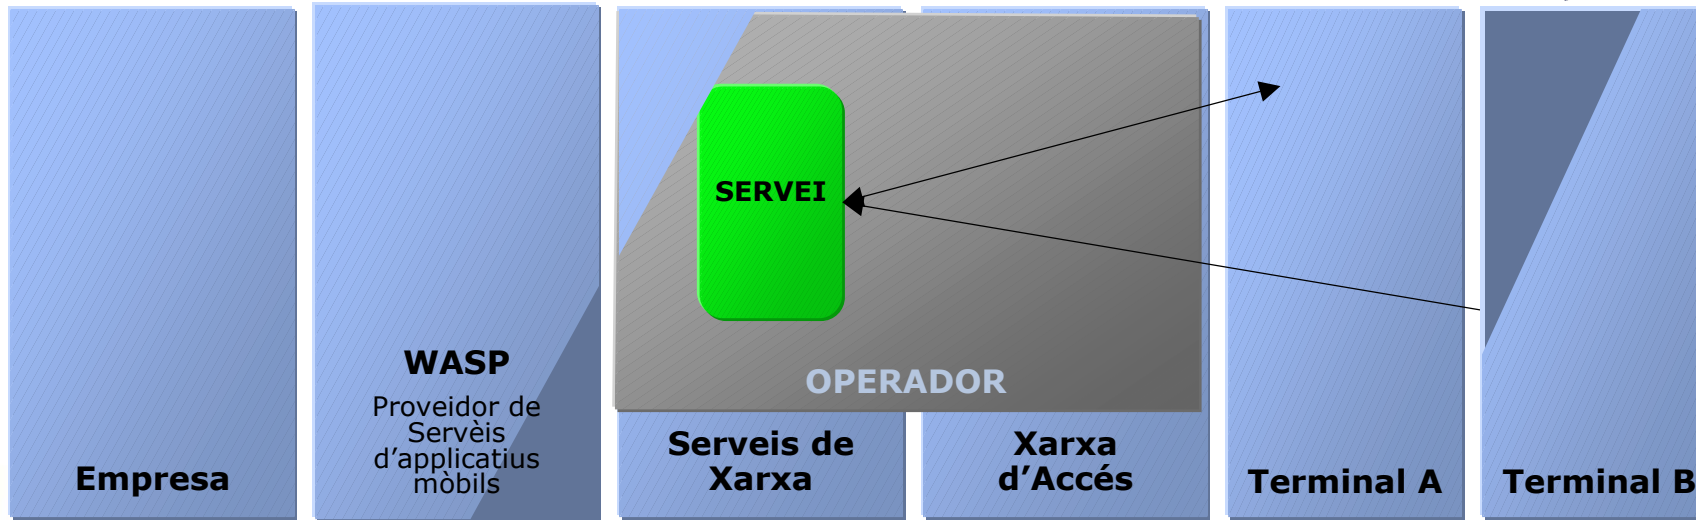 SERVEI
OPERADOR
Empresa
WASP
Proveidor de
Servèis
d’applicatius
mòbils
Serveis de
Xarxa
Xarxa
d’Accés
Terminal A
Terminal B